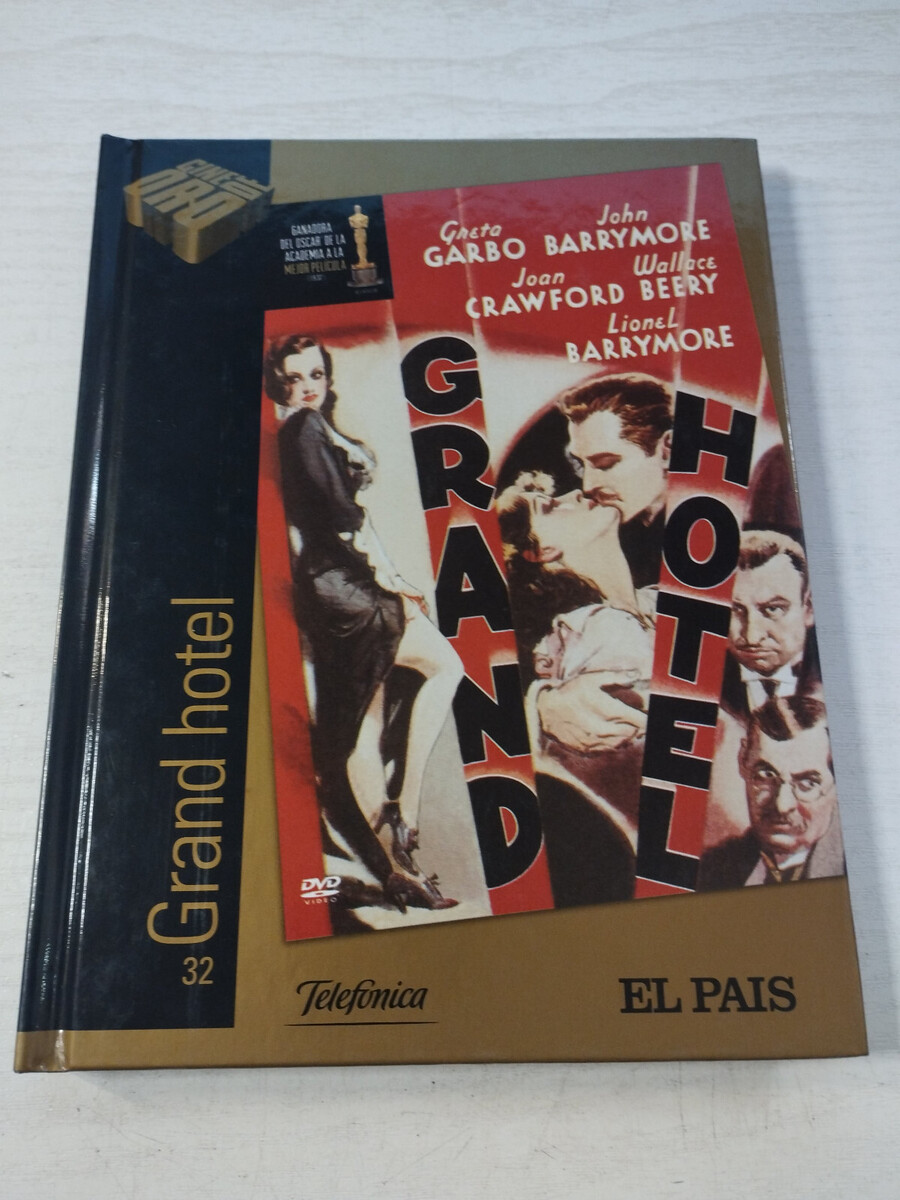 CINE DE
ORO
GANADORA
DEL OSCAR DE LA
ACADEMIA A LA
MEJOR PELÍCULA
Greta
GARBO
John
BARRYMORE
Joan
CRAWFORD
Wallace
BEERY
Lionel
BARRYMORE
GRAND
HOTEL
Grand hotel
32
DVD
VIDEO
Telefónica
EL PAIS